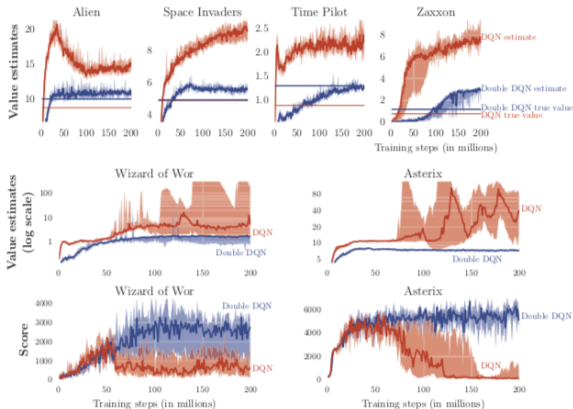 Alien Space Invaders Time Pilot Zaxxon
Value estimates
20
15
10
0 50 100 150 200
8
6
4
0 50 100 150 200
2.5
2.0
1.5
1.0
0 50 100 150 200
8
6
4
2
0
0 50 100 150 200
DQN estimate
Double DQN estimate
Double DQN true value
DQN true value
Training steps (in millions)
Wizard of Wor Asterix
Value estimates
(log scale)
100
10
1
0 50 100 150 200
DQN
Double DQN
80
40
20
10
5
0 50 100 150 200
DQN
Double DQN
Wizard of Wor Asterix
Score
4000
3000
2000
1000
0
0 50 100 150 200
Double DQN
DQN
Training steps (in millions)
6000
4000
2000
0
0 50 100 150 200
Double DQN
DQN
Training steps (in millions)